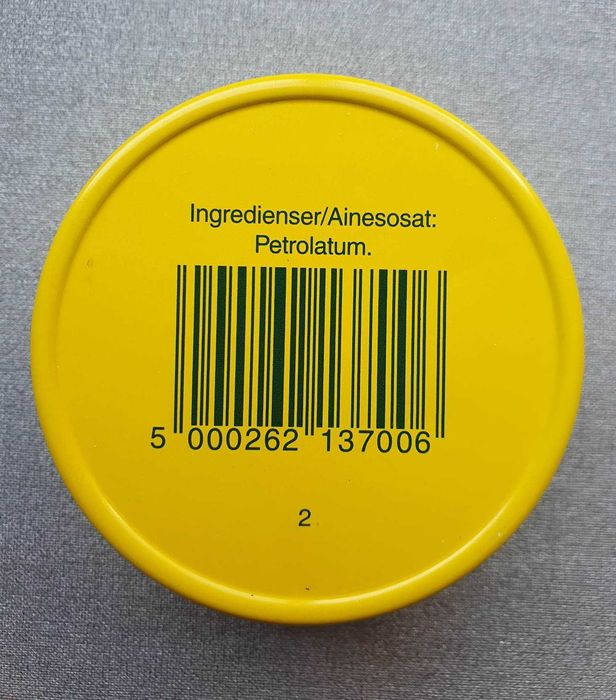 Ingredienser/Ainesosat:
Petrolatum.
5 000262 137006
2